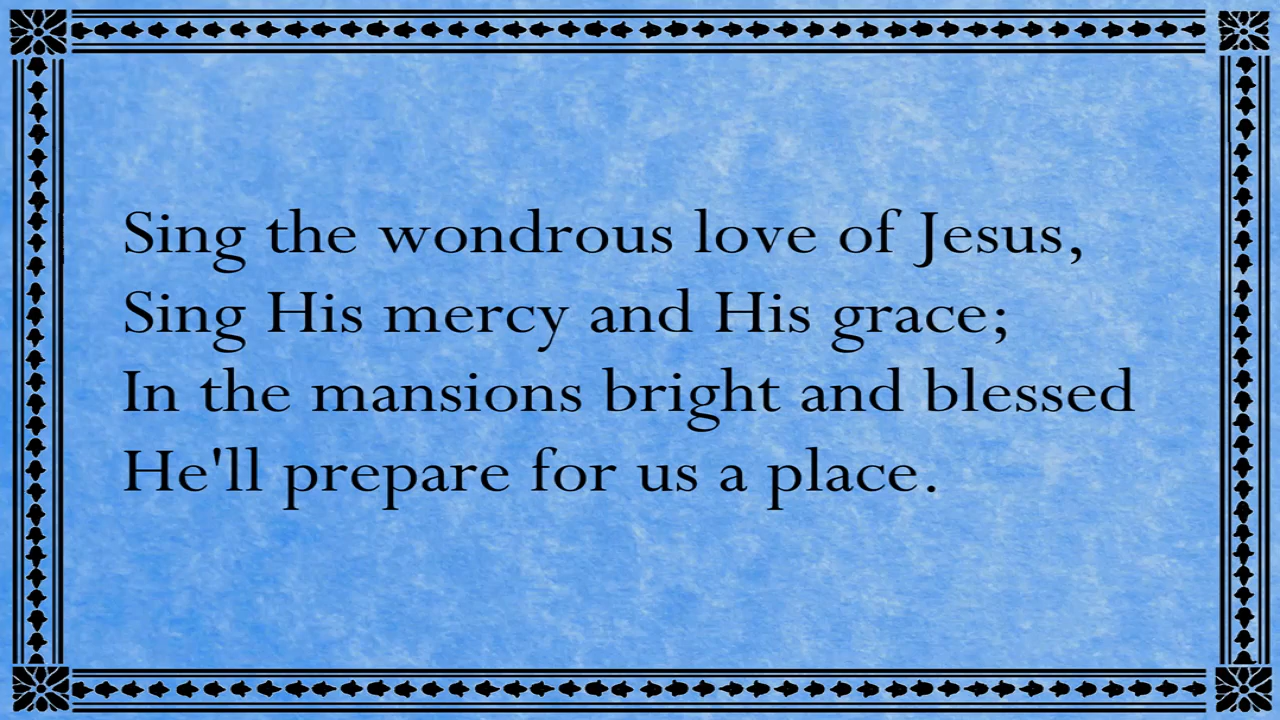 Sing the wondrous love of Jesus,
Sing His mercy and His grace;
In the mansions bright and blessed
He'll prepare for us a place.